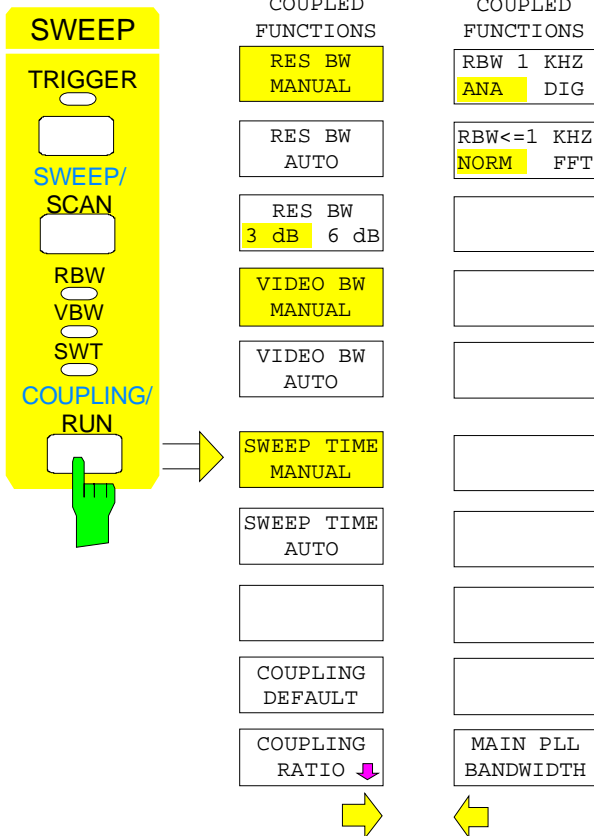 SWEEP
TRIGGER
SWEEP/
SCAN
RBW
VBW
SWT
COUPLING/
RUN
COUPLED
FUNCTIONS
RES BW
MANUAL
RES BW
AUTO
RES BW
3 dB 6 dB
VIDEO BW
MANUAL
VIDEO BW
AUTO
SWEEP TIME
MANUAL
SWEEP TIME
AUTO
COUPLING
DEFAULT
COUPLING
RATIO
COUPLED
FUNCTIONS
RBW 1 KHZ
ANA DIG
RBW<=1 KHZ
NORM FFT
MAIN PLL
BANDWIDTH